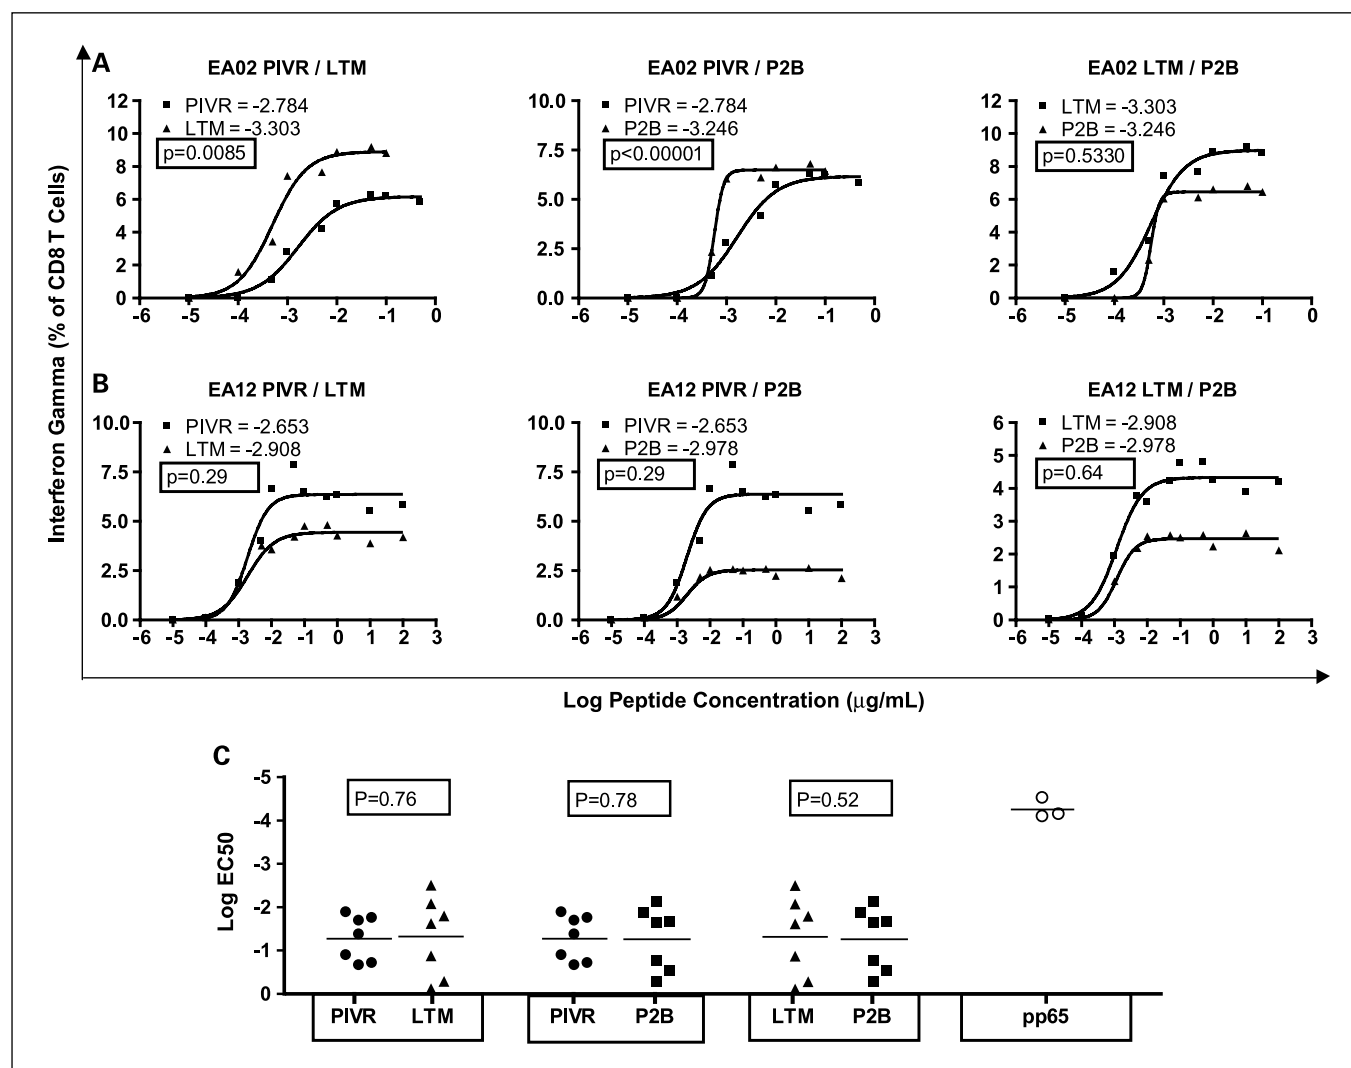 A
EA02 PIVR / LTM
EA02 PIVR / P2B
EA02 LTM / P2B
PIVR = -2.784
LTM = -3.303
p=0.0085
12
10
8
6
4
2
0
-6 -5 -4 -3 -2 -1 0
PIVR = -2.784
P2B = -3.246
p<0.00001
10.0
7.5
5.0
2.5
0.0
-6 -5 -4 -3 -2 -1 0
LTM = -3.303
P2B = -3.246
p=0.5330
12
10
8
6
4
2
0
-6 -5 -4 -3 -2 -1 0
Interferon Gamma (% of CD8 T Cells)
B
EA12 PIVR / LTM
EA12 PIVR / P2B
EA12 LTM / P2B
PIVR = -2.653
LTM = -2.908
p=0.29
10.0
7.5
5.0
2.5
0.0
-6 -5 -4 -3 -2 -1 0 1 2 3
PIVR = -2.653
P2B = -2.978
p=0.29
10.0
7.5
5.0
2.5
0.0
-6 -5 -4 -3 -2 -1 0 1 2 3
LTM = -2.908
P2B = -2.978
p=0.64
6
5
4
3
2
1
0
-6 -5 -4 -3 -2 -1 0 1 2 3
Log Peptide Concentration (μg/mL)
C
Log EC50
-5
-4
-3
-2
-1
0
P=0.76
P=0.78
P=0.52
PIVR LTM
PIVR P2B
LTM P2B
pp65